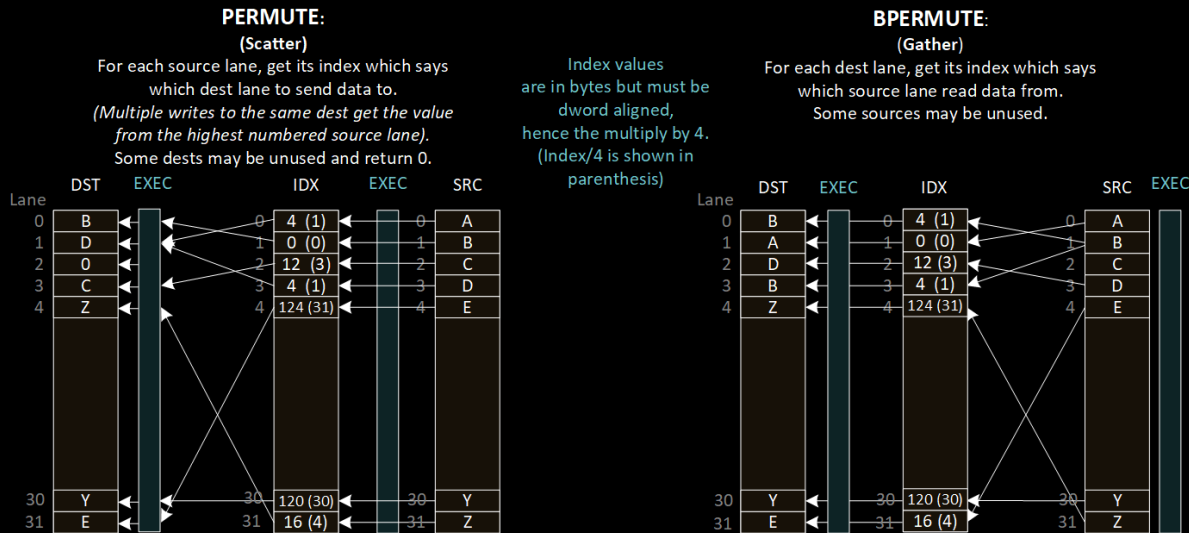 PERMUTE:
(Scatter)
For each source lane, get its index which says
which dest lane to send data to.
(Multiple writes to the same dest get the value
from the highest numbered source lane).
Some dests may be unused and return 0.
Index values
are in bytes but must be
dword aligned,
hence the multiply by 4.
(Index/4 is shown in
parenthesis)
BPERMUTE:
(Gather)
For each dest lane, get its index which says
which source lane read data from.
Some sources may be unused.
DST EXEC IDX EXEC SRC
Lane
0 B 0 4 (1) 0 A
1 D 1 0 (0) 1 B
2 0 2 12 (3) 2 C
3 C 3 4 (1) 3 D
4 Z 124 (31) 4 E
30 Y 30 120 (30) 30 Y
31 E 31 16 (4) 31 Z
DST EXEC IDX SRC EXEC
Lane
0 B 0 4 (1) 0 A
1 A 1 0 (0) 1 B
2 D 2 12 (3) 2 C
3 B 3 4 (1) 3 D
4 Z 4 124 (31) 4 E
30 Y 30 120 (30) 30 Y
31 E 31 16 (4) 31 Z